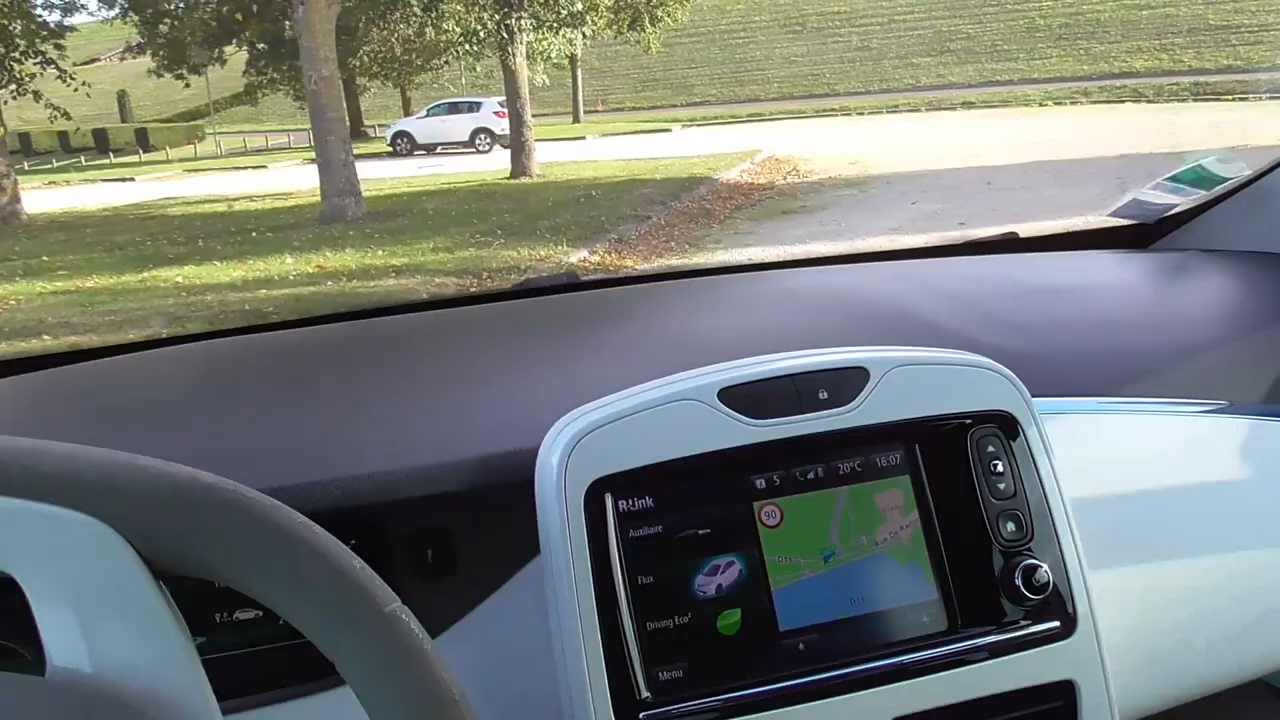 5
20°C
16:07
R-Link
Auxiliaire
90
Flux
Driving Eco²
Menu